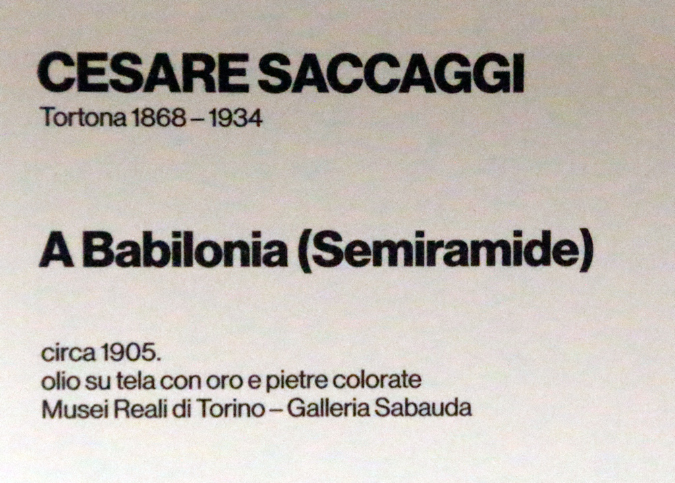 CESARE SACCAGGI
Tortona 1868 – 1934
A Babilonia (Semiramide)
circa 1905.
olio su tela con oro e pietre colorate
Musei Reali di Torino – Galleria Sabauda